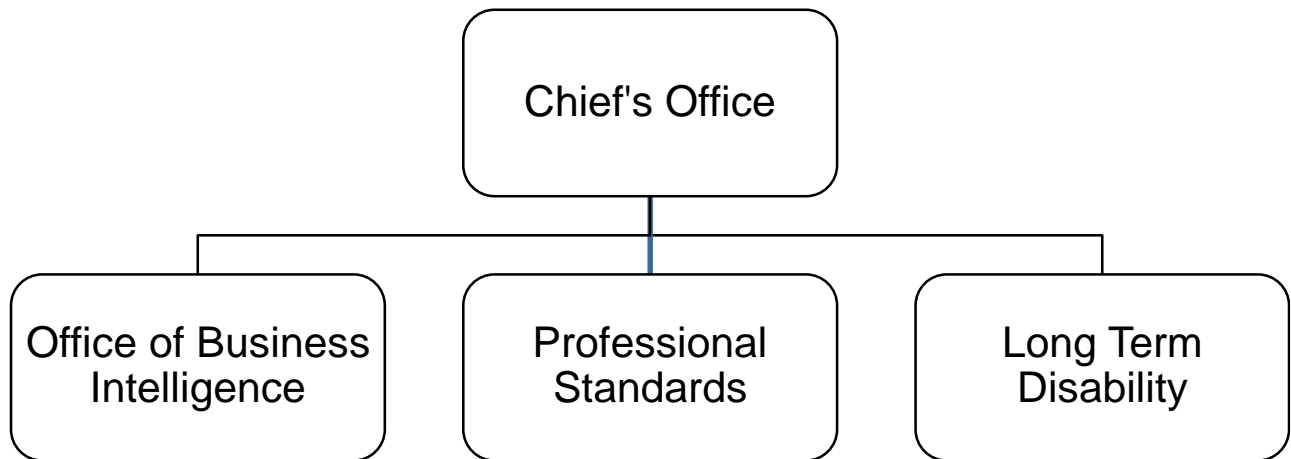 Chief's Office
Office of Business
Intelligence
Professional
Standards
Long Term
Disability